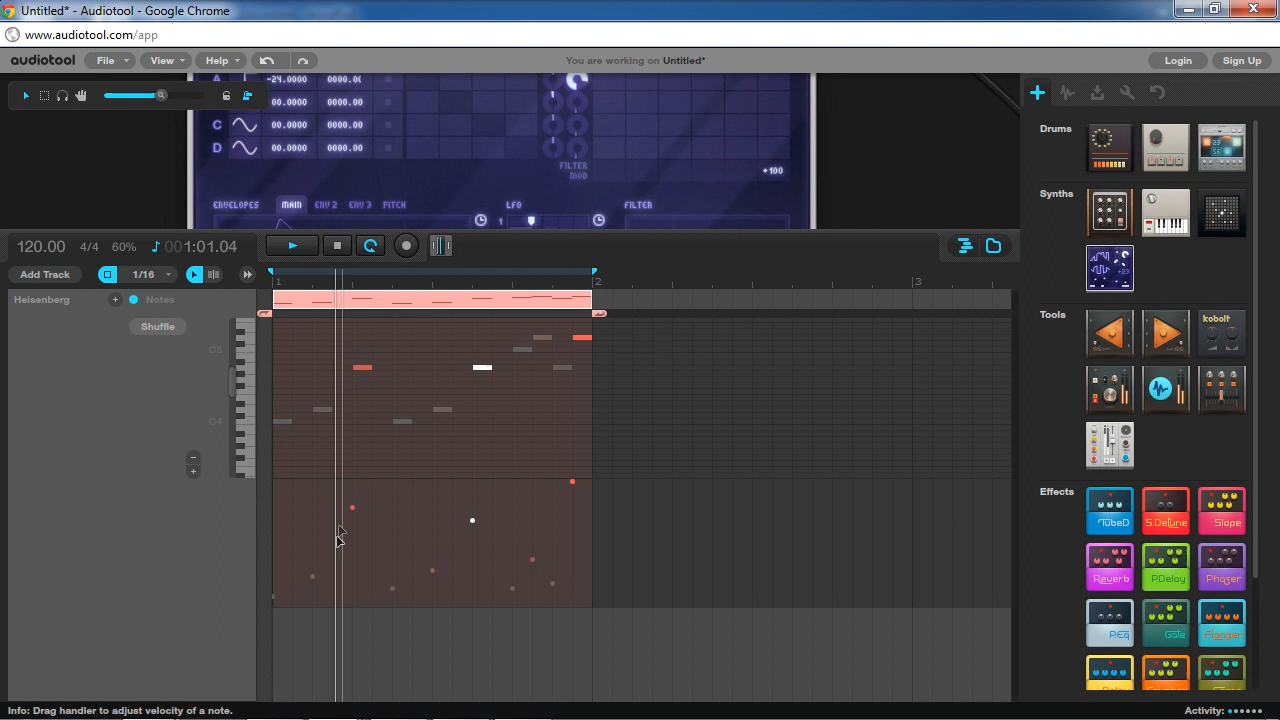 Untitled* - Audiotool - Google Chrome
www.audiotool.com/app
audiotool File View Help You are working on Untitled* Login Sign Up
-24.0000 0000.0(
00.0000 0000.00
C 00.0000 0000.00
D 00.0000 0000.00
FILTER
MOD
+100
ENVELOPES MAIN ENV 2 ENV 3 PITCH LFO FILTER
1
120.00 4/4 60% 001:01.04
Add Track 1/16 1 2 3
Heisenberg + Notes
Shuffle
C5
C4
Drums
Synths
Tools
kobolt
Effects
TubeD S.Detune Slope
Reverb P.Delay Phaser
P.EQ Gate Flanger
Info: Drag handler to adjust velocity of a note. Activity: